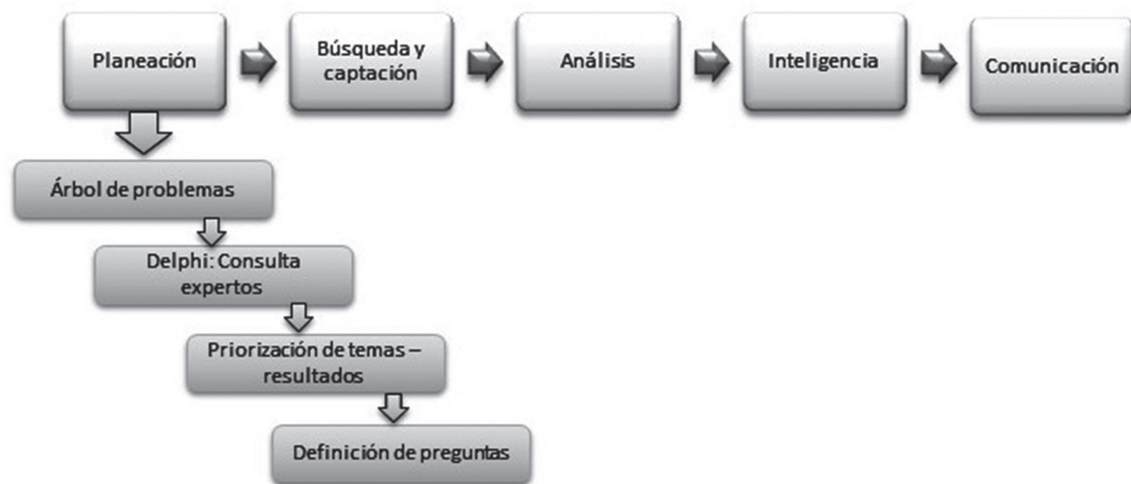 Planeación
Búsqueda y
captación
Análisis
Inteligencia
Comunicación
Árbol de problemas
Delphi: Consulta
expertos
Priorización de temas –
resultados
Definición de preguntas